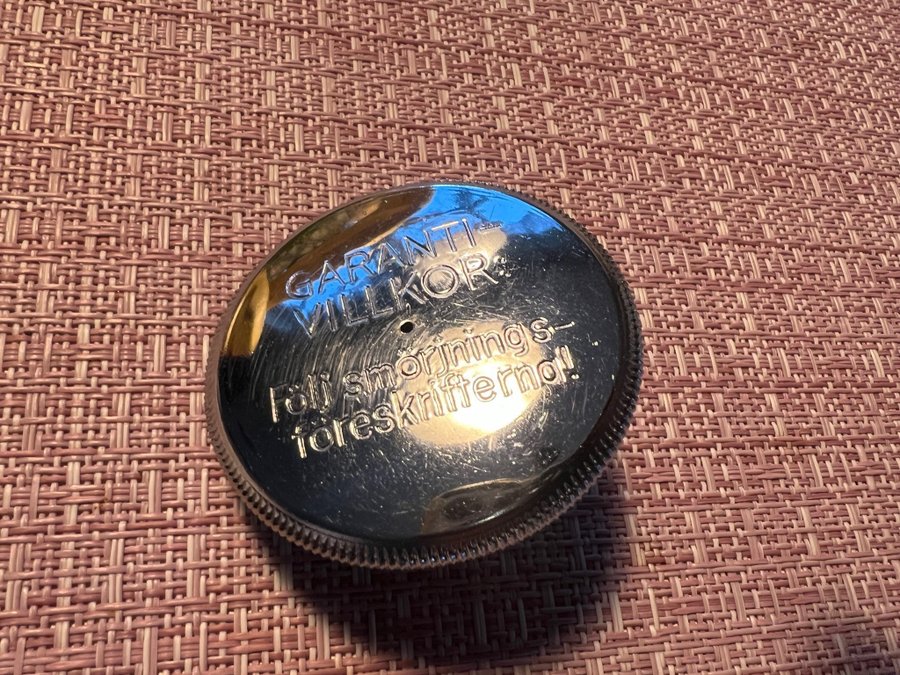 GARANTI-
VILLKOR:
Följ smörjnings-
föreskrifterna!